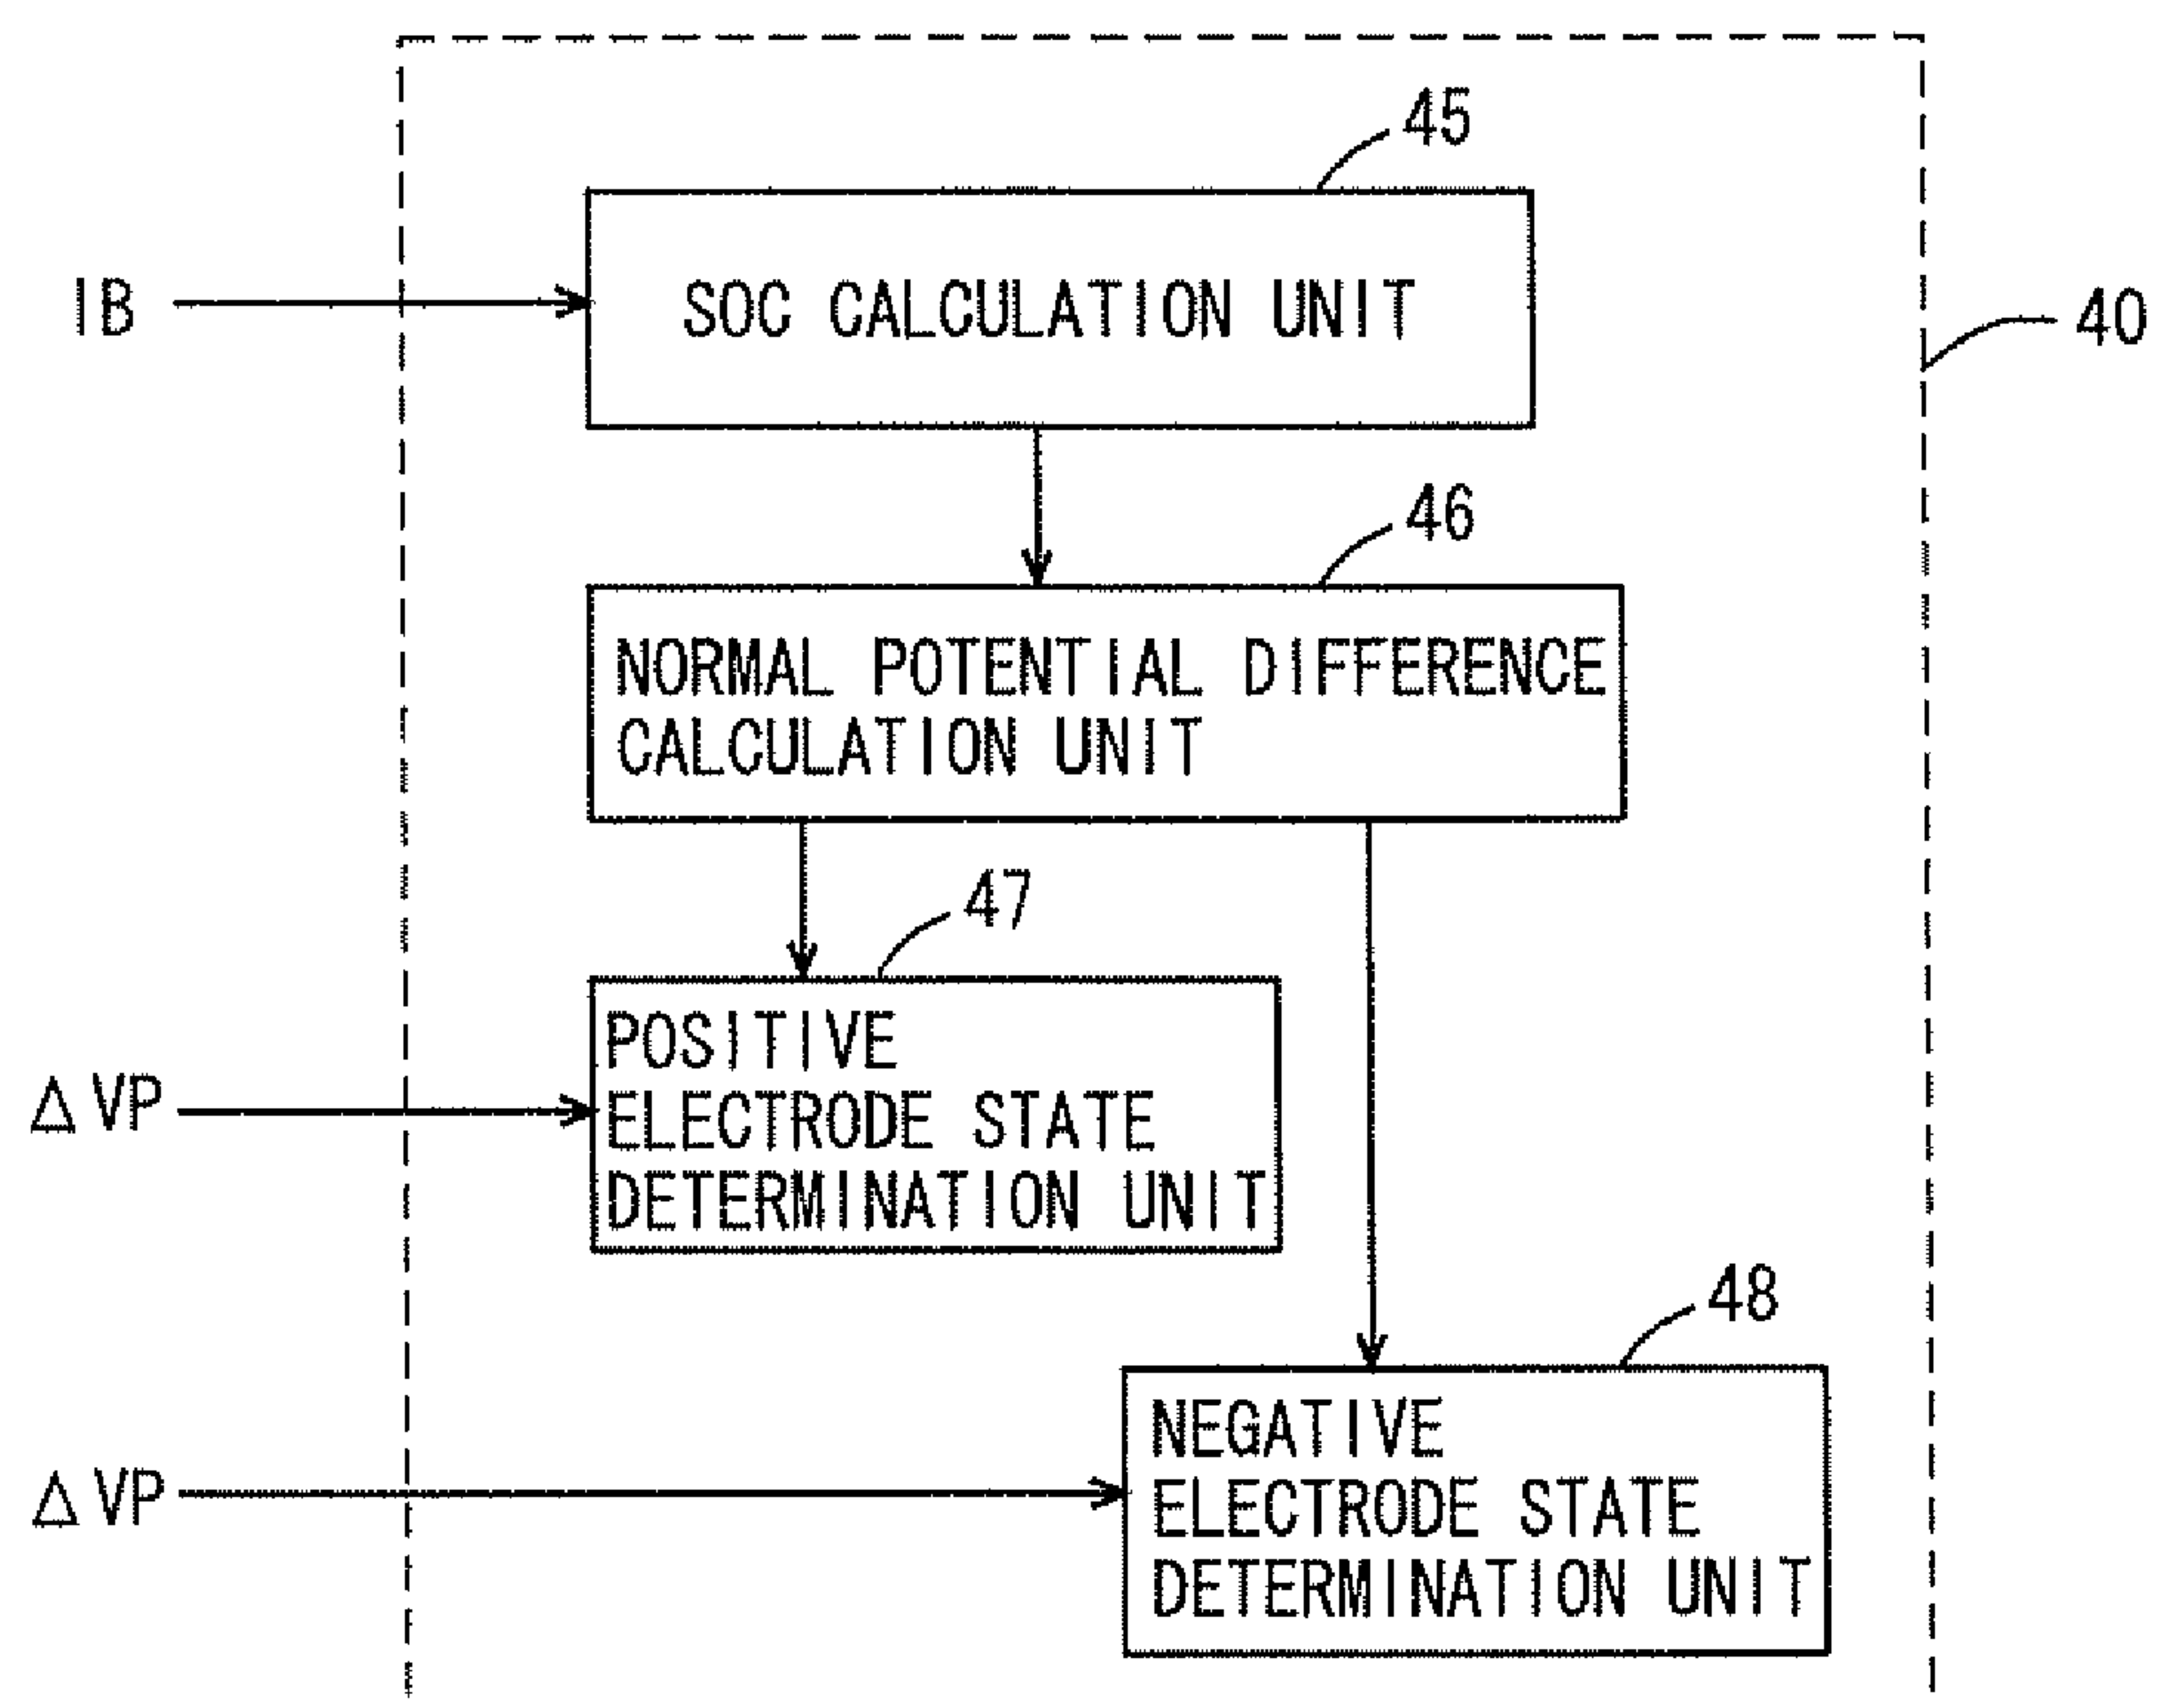 45
IB
SOC CALCULATION UNIT
40
46
NORMAL POTENTIAL DIFFERENCE
CALCULATION UNIT
47
POSITIVE
ELECTRODE STATE
DETERMINATION UNIT
ΔVP
48
NEGATIVE
ELECTRODE STATE
DETERMINATION UNIT
ΔVP